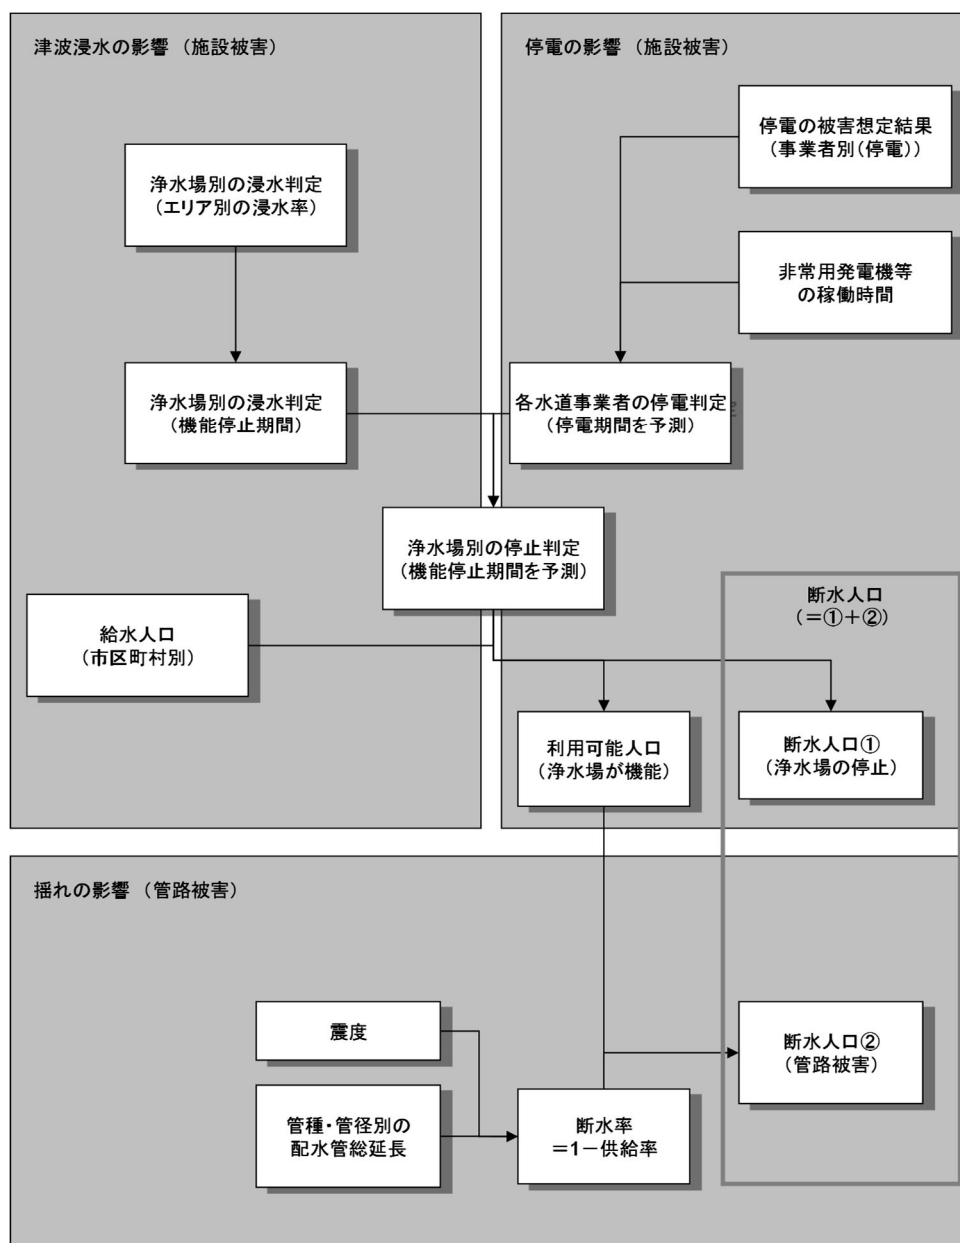 津波浸水の影響（施設被害）
浄水場別の浸水判定
（エリア別の浸水率）
浄水場別の浸水判定
（機能停止期間）
停電の影響（施設被害）
停電の被害想定結果
（事業者別（停電））
非常用発電機等
の稼働時間
各水道事業者の停電判定
（停電期間を予測）
浄水場別の停止判定
（機能停止期間を予測）
給水人口
（市区町村別）
断水人口
（＝①＋②）
利用可能人口
（浄水場が機能）
断水人口①
（浄水場の停止）
揺れの影響（管路被害）
震度
管種・管径別の
配水管総延長
断水率
＝1－供給率
断水人口②
（管路被害）